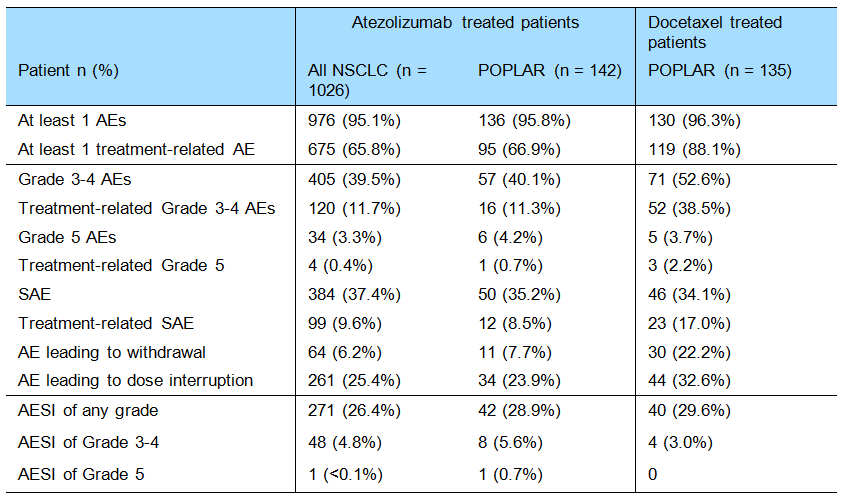 Atezolizumab treated patients Docetaxel treated patients
Patient n (%) All NSCLC (n = 1026) POPLAR (n = 142) POPLAR (n = 135)
At least 1 AEs 976 (95.1%) 136 (95.8%) 130 (96.3%)
At least 1 treatment-related AE 675 (65.8%) 95 (66.9%) 119 (88.1%)
Grade 3-4 AEs 405 (39.5%) 57 (40.1%) 71 (52.6%)
Treatment-related Grade 3-4 AEs 120 (11.7%) 16 (11.3%) 52 (38.5%)
Grade 5 AEs 34 (3.3%) 6 (4.2%) 5 (3.7%)
Treatment-related Grade 5 4 (0.4%) 1 (0.7%) 3 (2.2%)
SAE 384 (37.4%) 50 (35.2%) 46 (34.1%)
Treatment-related SAE 99 (9.6%) 12 (8.5%) 23 (17.0%)
AE leading to withdrawal 64 (6.2%) 11 (7.7%) 30 (22.2%)
AE leading to dose interruption 261 (25.4%) 34 (23.9%) 44 (32.6%)
AESI of any grade 271 (26.4%) 42 (28.9%) 40 (29.6%)
AESI of Grade 3-4 48 (4.8%) 8 (5.6%) 4 (3.0%)
AESI of Grade 5 1 (<0.1%) 1 (0.7%) 0